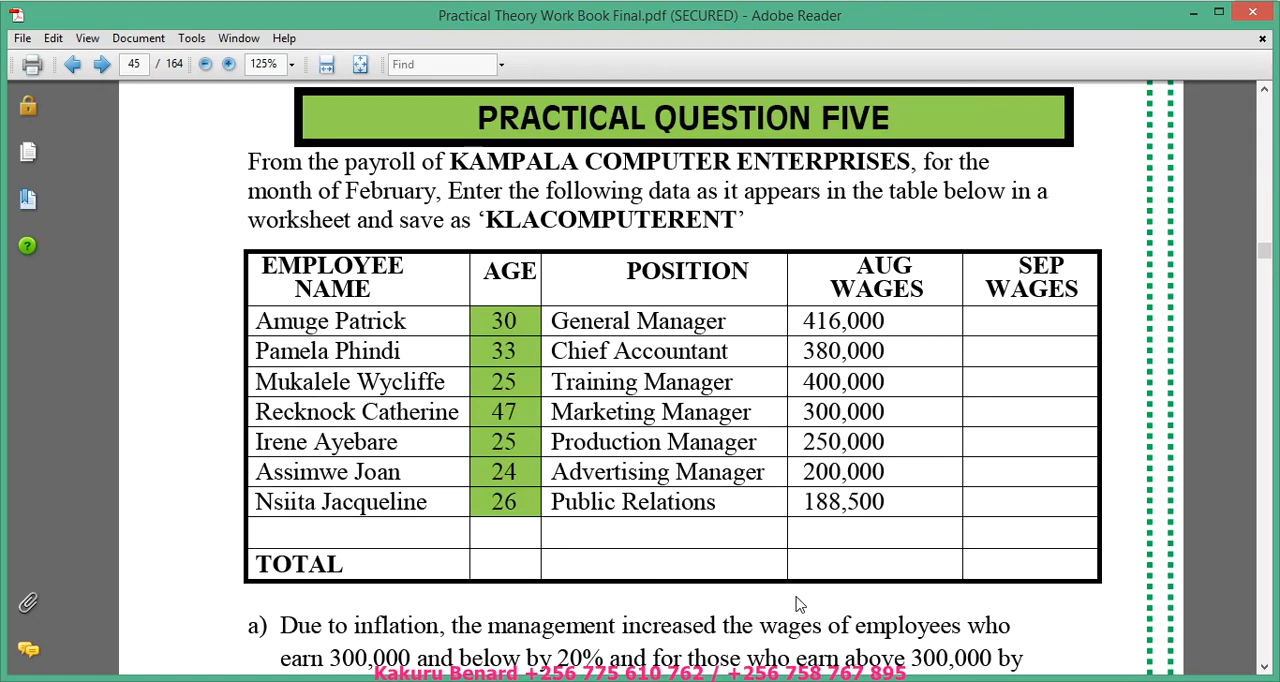 Practical Theory Work Book Final.pdf (SECURED) - Adobe Reader
File Edit View Document Tools Window Help
45 / 164 125% Find
PRACTICAL QUESTION FIVE
From the payroll of KAMPALA COMPUTER ENTERPRISES, for the
month of February, Enter the following data as it appears in the table below in a
worksheet and save as ‘KLACOMPUTERENT’
EMPLOYEE NAME AGE POSITION AUG WAGES SEP WAGES
Amuge Patrick 30 General Manager 416,000
Pamela Phindi 33 Chief Accountant 380,000
Mukalele Wycliffe 25 Training Manager 400,000
Recknock Catherine 47 Marketing Manager 300,000
Irene Ayebare 25 Production Manager 250,000
Assimwe Joan 24 Advertising Manager 200,000
Nsiita Jacqueline 26 Public Relations 188,500
TOTAL
a) Due to inflation, the management increased the wages of employees who
earn 300,000 and below by 20% and for those who earn above 300,000 by
Kakuru Benard +256 775 610 762 / +256 758 767 895